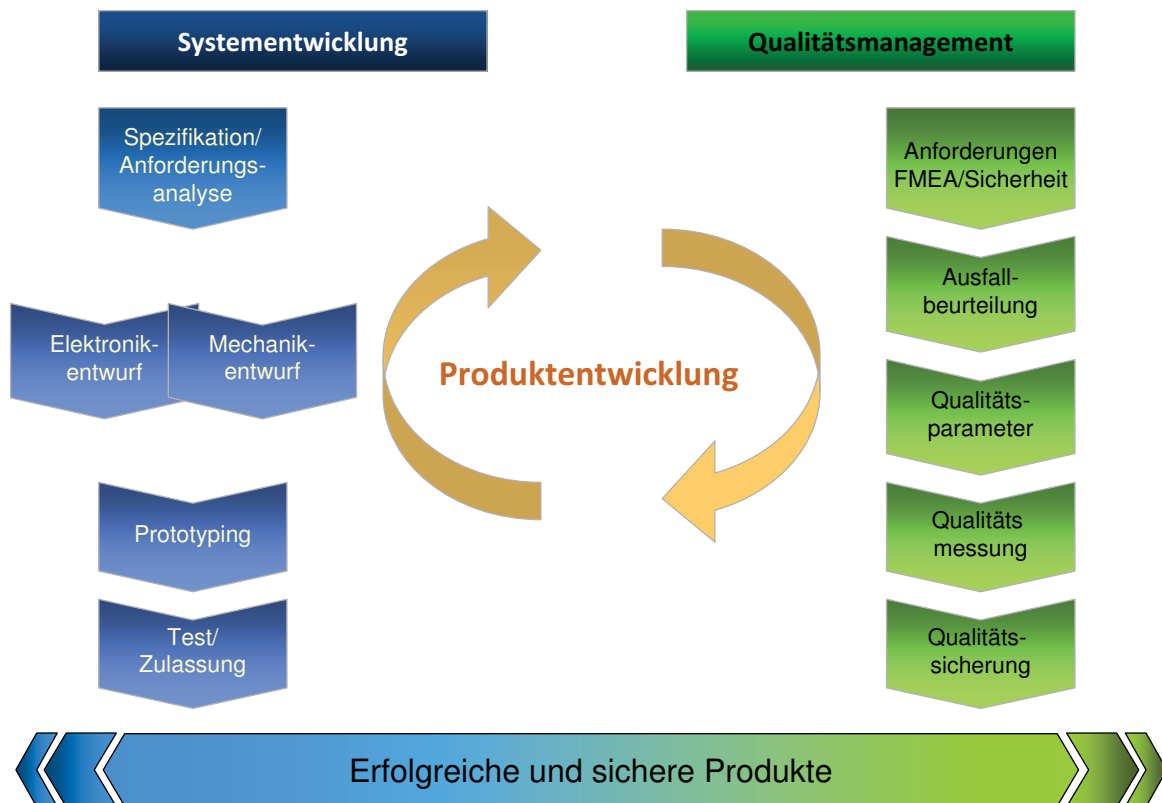 Systementwicklung
Qualitätsmanagement
Spezifikation/
Anforderungs-
analyse
Elektronik-
entwurf
Mechanik-
entwurf
Prototyping
Test/
Zulassung
Produktentwicklung
Anforderungen
FMEA/Sicherheit
Ausfall-
beurteilung
Qualitäts-
parameter
Qualitäts
messung
Qualitäts-
sicherung
Erfolgreiche und sichere Produkte